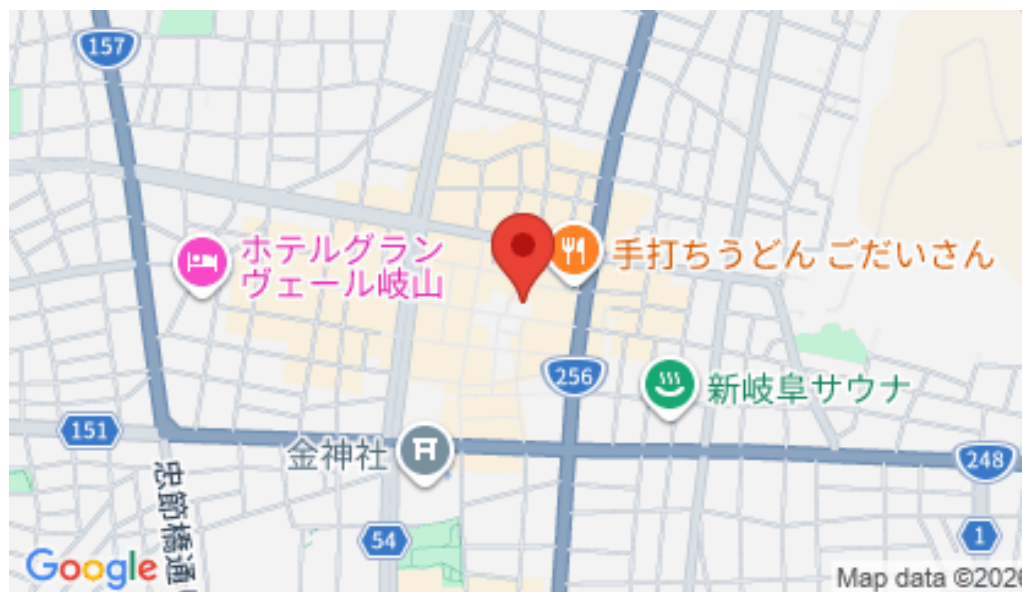 157
ホテルグラン
ヴェール岐山
手打ちうどん ごだいさん
256
新岐阜サウナ
151
金神社
248
忠節橋通
54
1
Google
Map data ©2026